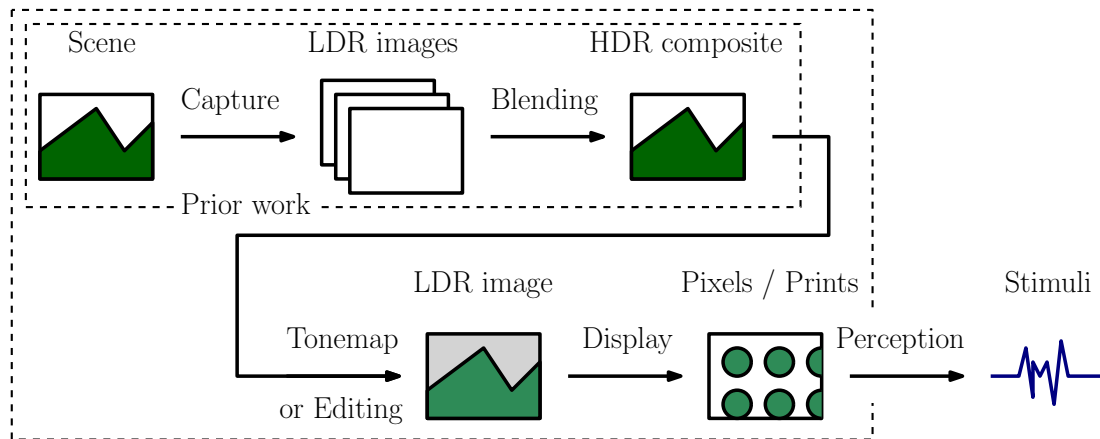 Scene
LDR images
HDR composite
Capture
Blending
Prior work
LDR image
Pixels / Prints
Stimuli
Tonemap
or Editing
Display
Perception